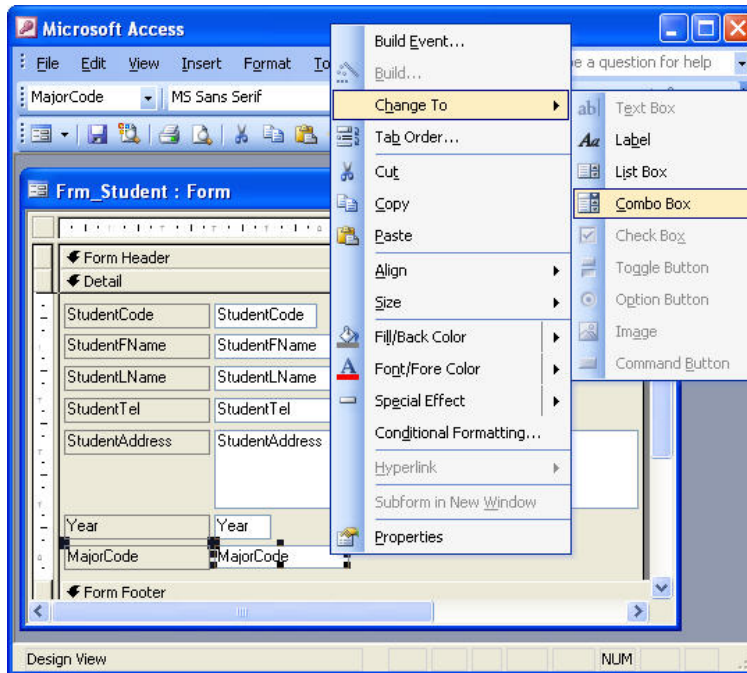 Microsoft Access
File Edit View Insert Format To
e a question for help
MajorCode MS Sans Serif
Frm_Student : Form
Form Header
Detail
StudentCode StudentCode
StudentFName StudentFName
StudentLName StudentLName
StudentTel StudentTel
StudentAddress StudentAddress
Year Year
MajorCode MajorCode
Form Footer
Design View NUM
Build Event...
Build...
Change To
Tab Order...
Cut
Copy
Paste
Align
Size
Fill/Back Color
Font/Fore Color
Special Effect
Conditional Formatting...
Hyperlink
Subform in New Window
Properties
ab Text Box
Aa Label
List Box
Combo Box
Check Box
Toggle Button
Option Button
Image
Command Button